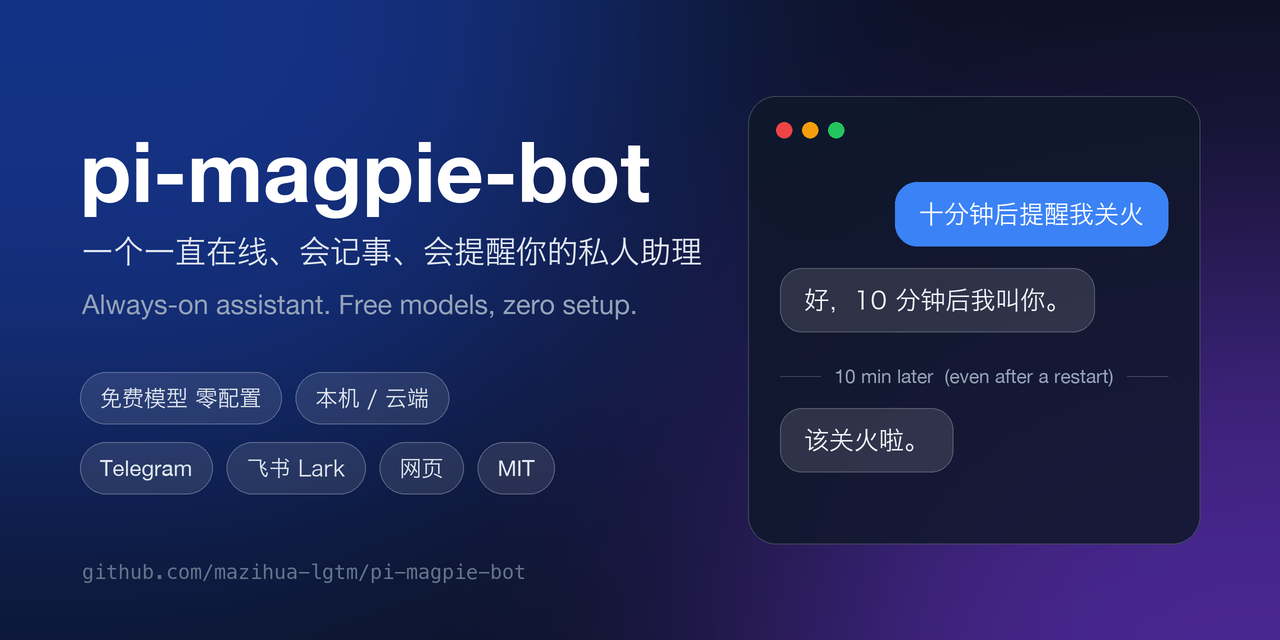 pi-magpie-bot
一个一直在线、会记事、会提醒你的私人助理
Always-on assistant. Free models, zero setup.
免费模型 零配置
本机 / 云端
Telegram
飞书 Lark
网页
MIT
github.com/mazihua-lgtm/pi-magpie-bot
十分钟后提醒我关火
好，10 分钟后我叫你。
10 min later (even after a restart)
该关火啦。